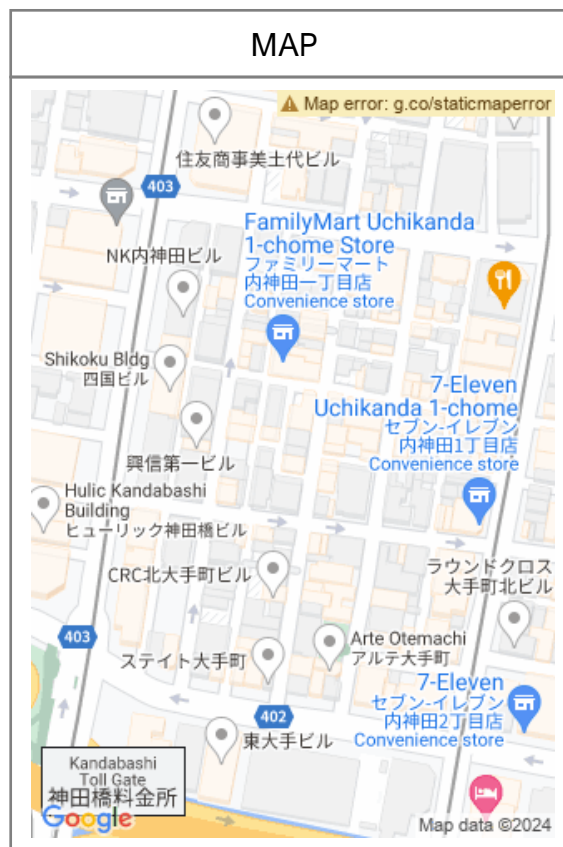 MAP
Map error: g.co/staticmaperror
住友商事美土代ビル
403
FamilyMart Uchikanda
1-chome Store
ファミリーマート
内神田一丁目店
Convenience store
NK内神田ビル
Shikoku Bldg
四国ビル
7-Eleven
Uchikanda 1-chome
セブン-イレブン
内神田1丁目店
Convenience store
興信第一ビル
Hulic Kandabashi
Building
ヒューリック神田橋ビル
CRC北大手町ビル
ラウンドクロス
大手町北ビル
403
ステイト大手町
Arte Otemachi
アルテ大手町
7-Eleven
セブン-イレブン
内神田2丁目店
Convenience store
402
東大手ビル
Kandabashi
Toll Gate
神田橋料金所
Google
Map data ©2024